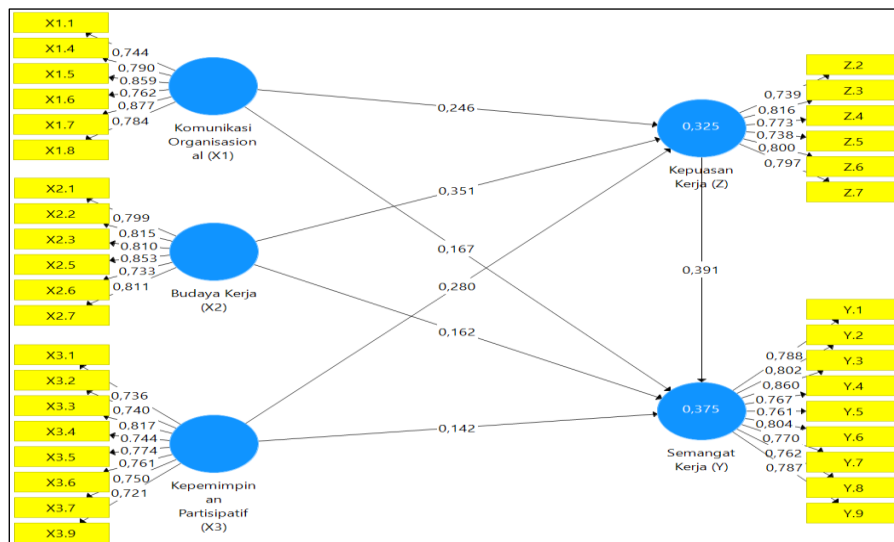 X1.1
X1.4
X1.5
X1.6
X1.7
X1.8
0,744
0,790
0,859
0,762
0,877
0,784
Komunikasi
Organisasion
al (X1)
X2.1
X2.2
X2.3
X2.5
X2.6
X2.7
0,799
0,815
0,810
0,853
0,733
0,811
Budaya Kerja
(X2)
X3.1
X3.2
X3.3
X3.4
X3.5
X3.6
X3.7
X3.9
0,736
0,740
0,817
0,744
0,774
0,761
0,750
0,721
Kepemimpin
an
Partisipatif
(X3)
0,246
0,351
0,167
0,280
0,162
0,142
0,391
0,325
Kepuasan
Kerja (Z)
0,739
0,816
0,773
0,738
0,800
0,797
Z.2
Z.3
Z.4
Z.5
Z.6
Z.7
0,375
Semangat
Kerja (Y)
0,788
0,802
0,860
0,767
0,761
0,804
0,770
0,762
0,787
Y.1
Y.2
Y.3
Y.4
Y.5
Y.6
Y.7
Y.8
Y.9